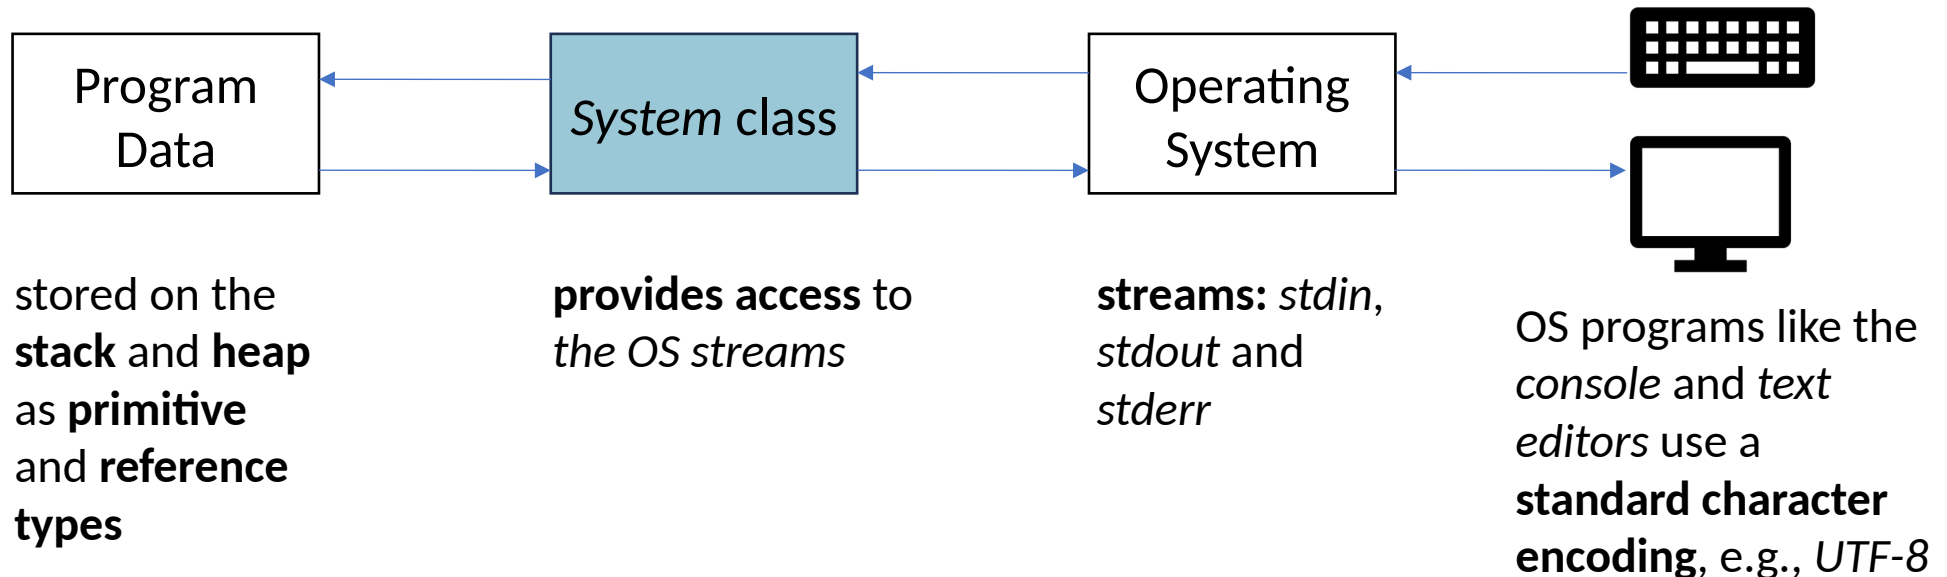 Program
Data
System class
Operating
System
stored on the
stack and heap
as primitive
and reference
types
provides access to
the OS streams
streams: stdin,
stdout and
stderr
OS programs like the
console and text
editors use a
standard character
encoding, e.g., UTF-8